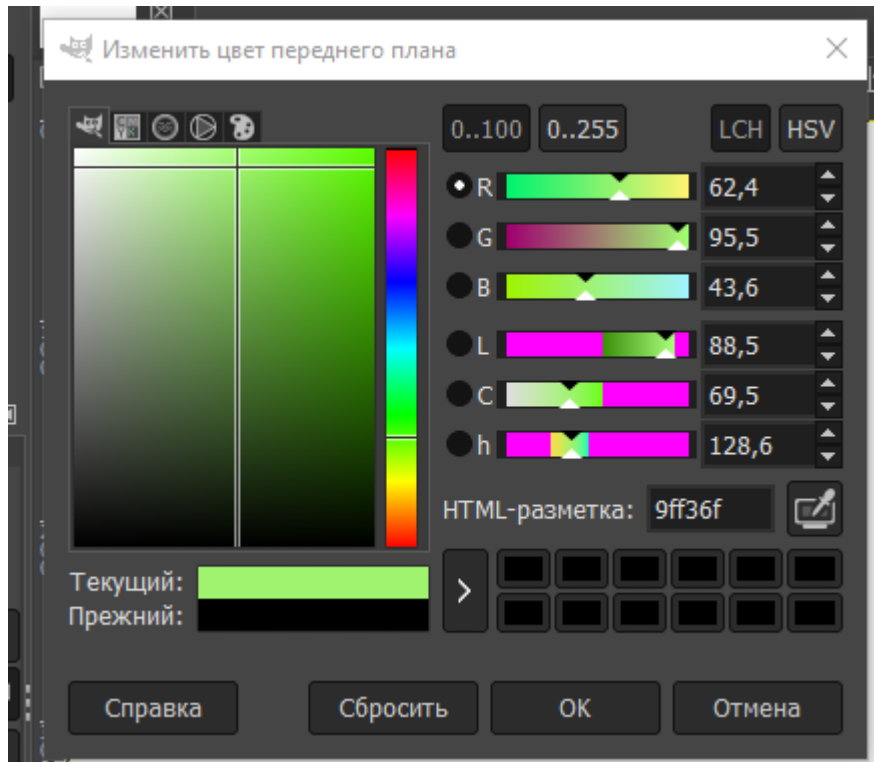 Изменить цвет переднего плана
0..100 0..255 LCH HSV
R 62,4
G 95,5
B 43,6
L 88,5
C 69,5
h 128,6
HTML-разметка: 9ff36f
Текущий:
Прежний:
Справка Сбросить OK Отмена